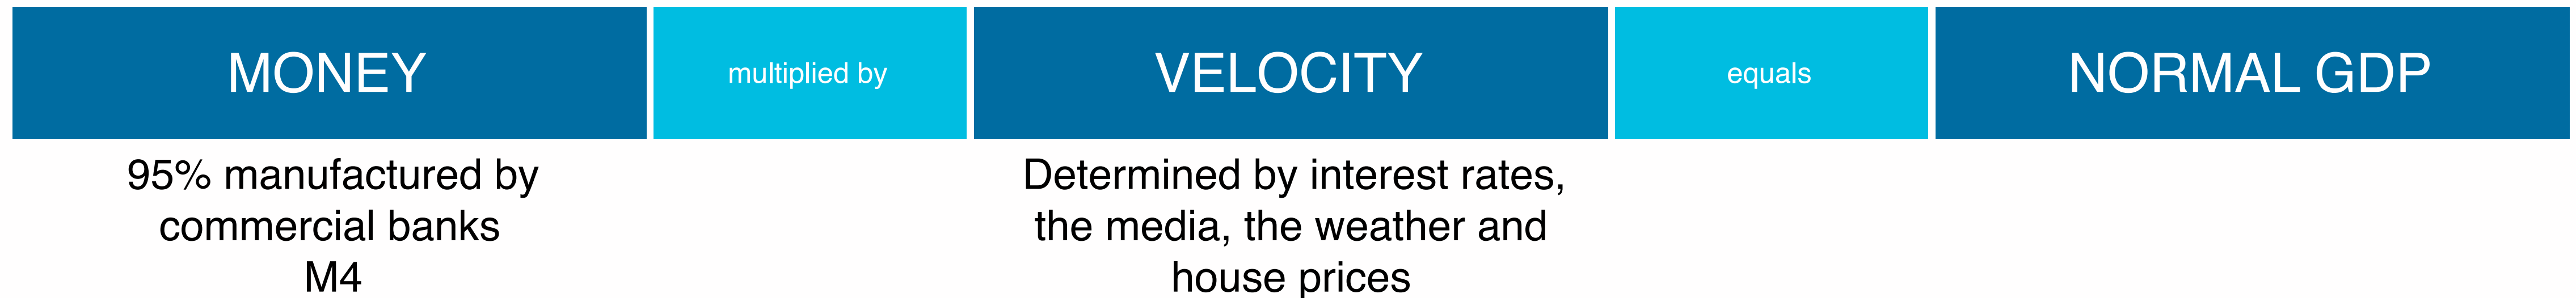 MONEY multiplied by VELOCITY equals NORMAL GDP
95% manufactured by
commercial banks
M4
Determined by interest rates,
the media, the weather and
house prices